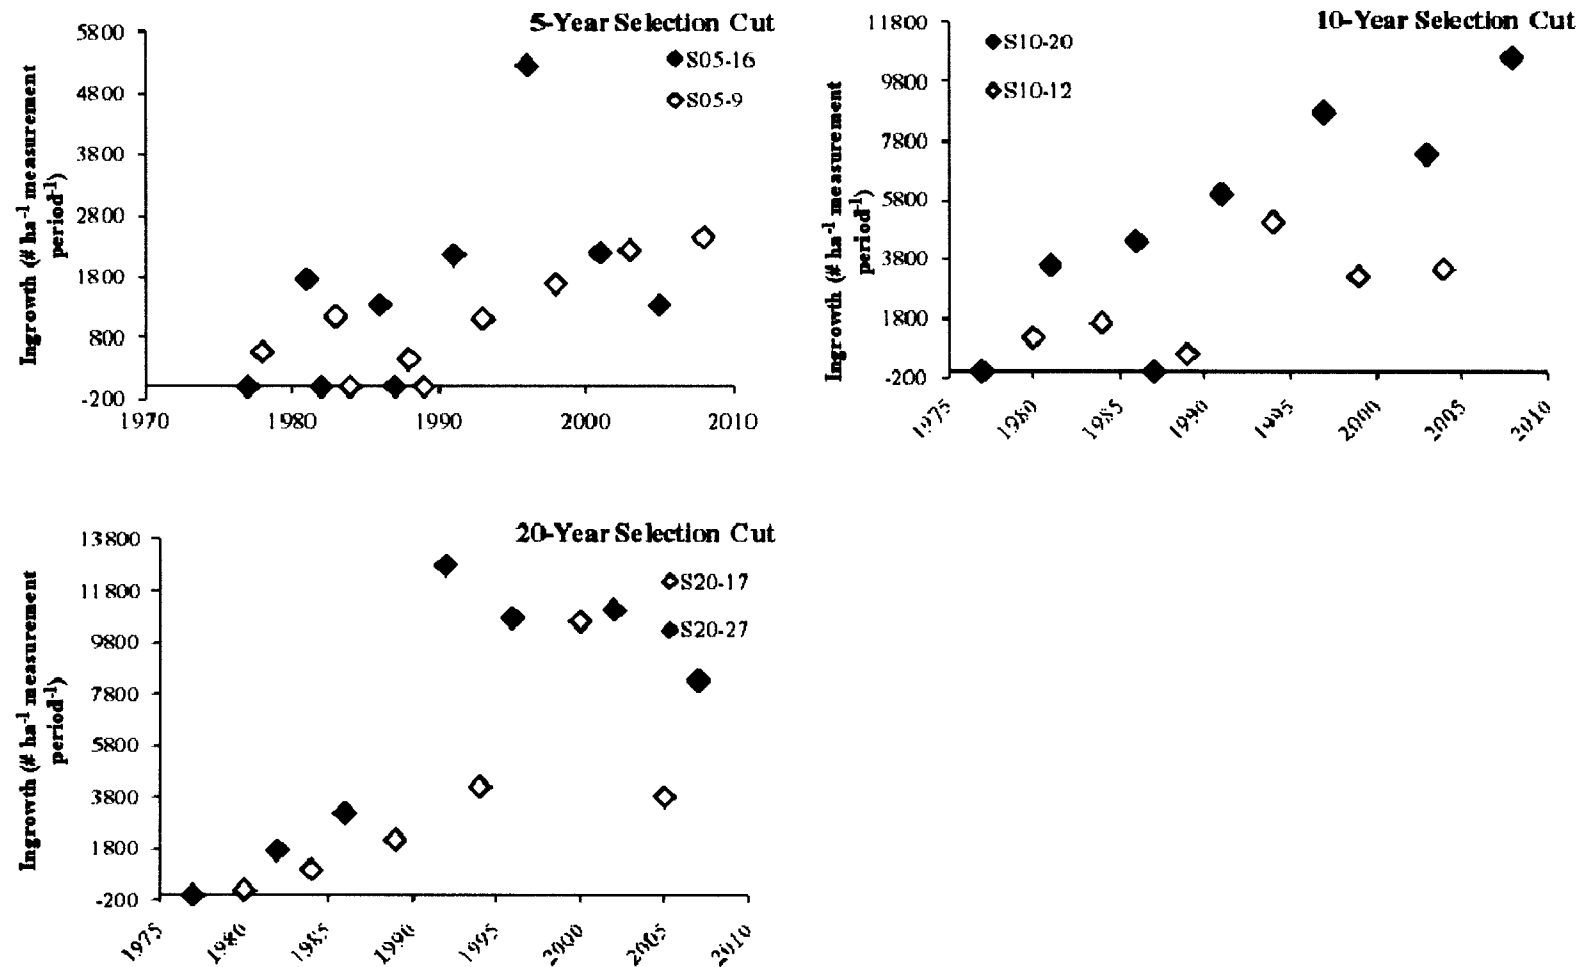 5-Year Selection Cut
5800
4800
3800
2800
1800
800
-200
Ingrowth (# ha⁻¹ measurement
period⁻¹)
S05-16
S05-9
1970
1980
1990
2000
2010
10-Year Selection Cut
11800
9800
7800
5800
3800
1800
-200
Ingrowth (# ha⁻¹ measurement
period⁻¹)
S10-20
S10-12
1975
1980
1985
1990
1995
2000
2005
2010
20-Year Selection Cut
13800
11800
9800
7800
5800
3800
1800
-200
Ingrowth (# ha⁻¹ measurement
period⁻¹)
S20-17
S20-27
1975
1980
1985
1990
1995
2000
2005
2010